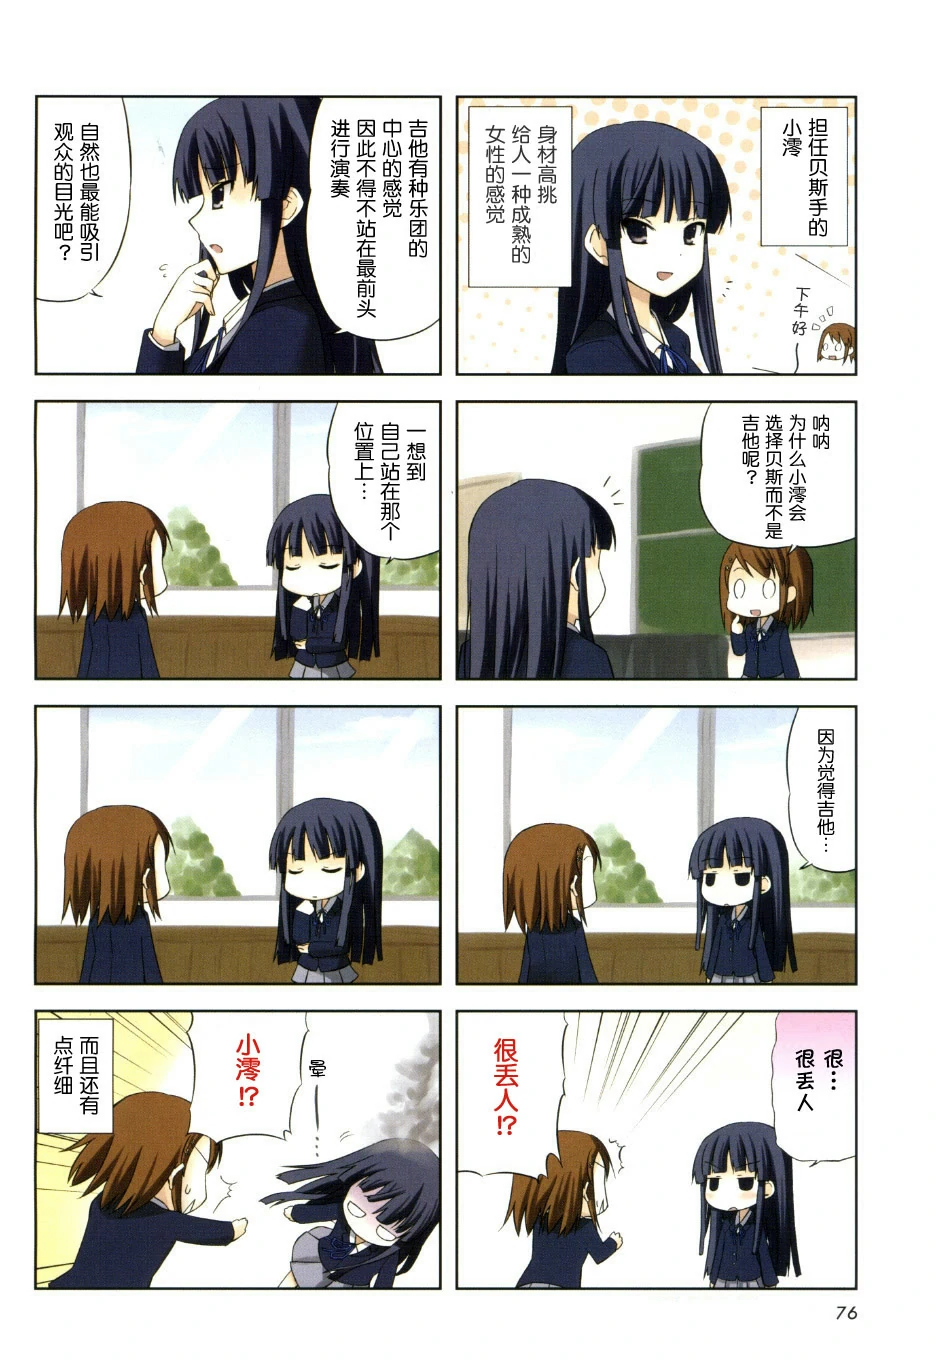 担任贝斯手的
小澪
身材高挑
给人一种成熟的
女性的感觉
下午好
呐呐
为什么小澪会
选择贝斯而不是
吉他呢?
因为觉得吉他…
很…
很丢人
很丢人!?
吉他有种乐团的
中心的感觉
因此不得不站在最前头
进行演奏
自然也最能吸引
观众的目光吧?
一想到
自己站在那个
位置上…
晕
……
小澪!?
而且还有
点纤细
76